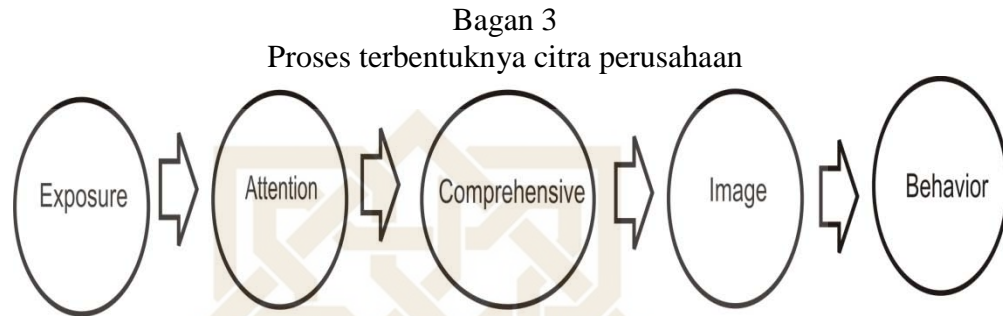 Bagan 3
Proses terbentuknya citra perusahaan
Exposure
Attention
Comprehensive
Image
Behavior